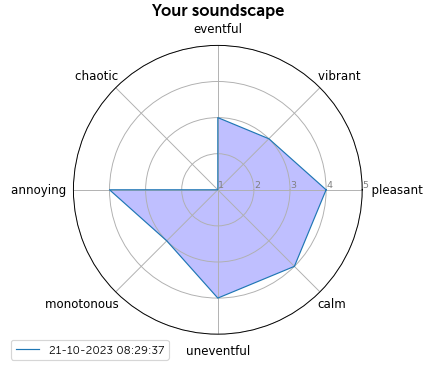 Your soundscape
eventful
chaotic
vibrant
annoying
1 2 3 4 5
pleasant
monotonous
calm
uneventful
21-10-2023 08:29:37